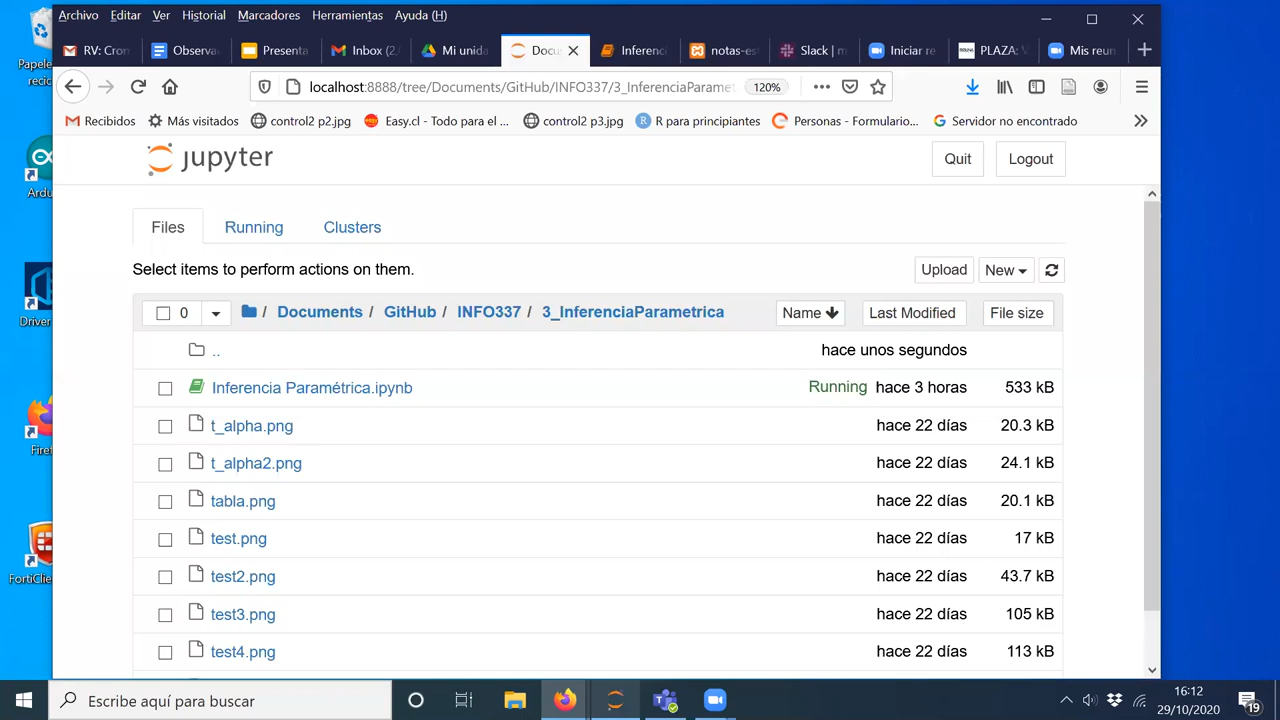 Archivo Editar Ver Historial Marcadores Herramientas Ayuda (H)
RV: Crom Observa Presenta Inbox (2. Mi unida Docu Inferenc notas-es Slack | m Iniciar re PLAZA: V Mis reun
localhost:8888/tree/Documents/GitHub/INFO337/3_InferenciaParamet 120%
Recibidos Más visitados control2 p2.jpg Easy.cl - Todo para el ... control2 p3.jpg R para principiantes Personas - Formulario... Servidor no encontrado
jupyter Quit Logout
Files Running Clusters
Select items to perform actions on them. Upload New
0 / Documents / GitHub / INFO337 / 3_InferenciaParametrica Name Last Modified File size
.. hace unos segundos
Inferencia Paramétrica.ipynb Running hace 3 horas 533 kB
t_alpha.png hace 22 días 20.3 kB
t_alpha2.png hace 22 días 24.1 kB
tabla.png hace 22 días 20.1 kB
test.png hace 22 días 17 kB
test2.png hace 22 días 43.7 kB
test3.png hace 22 días 105 kB
test4.png hace 22 días 113 kB
Papele
recic
Ardu
Driver
Firef
FortiClie
Escribe aquí para buscar
16:12
29/10/2020
19